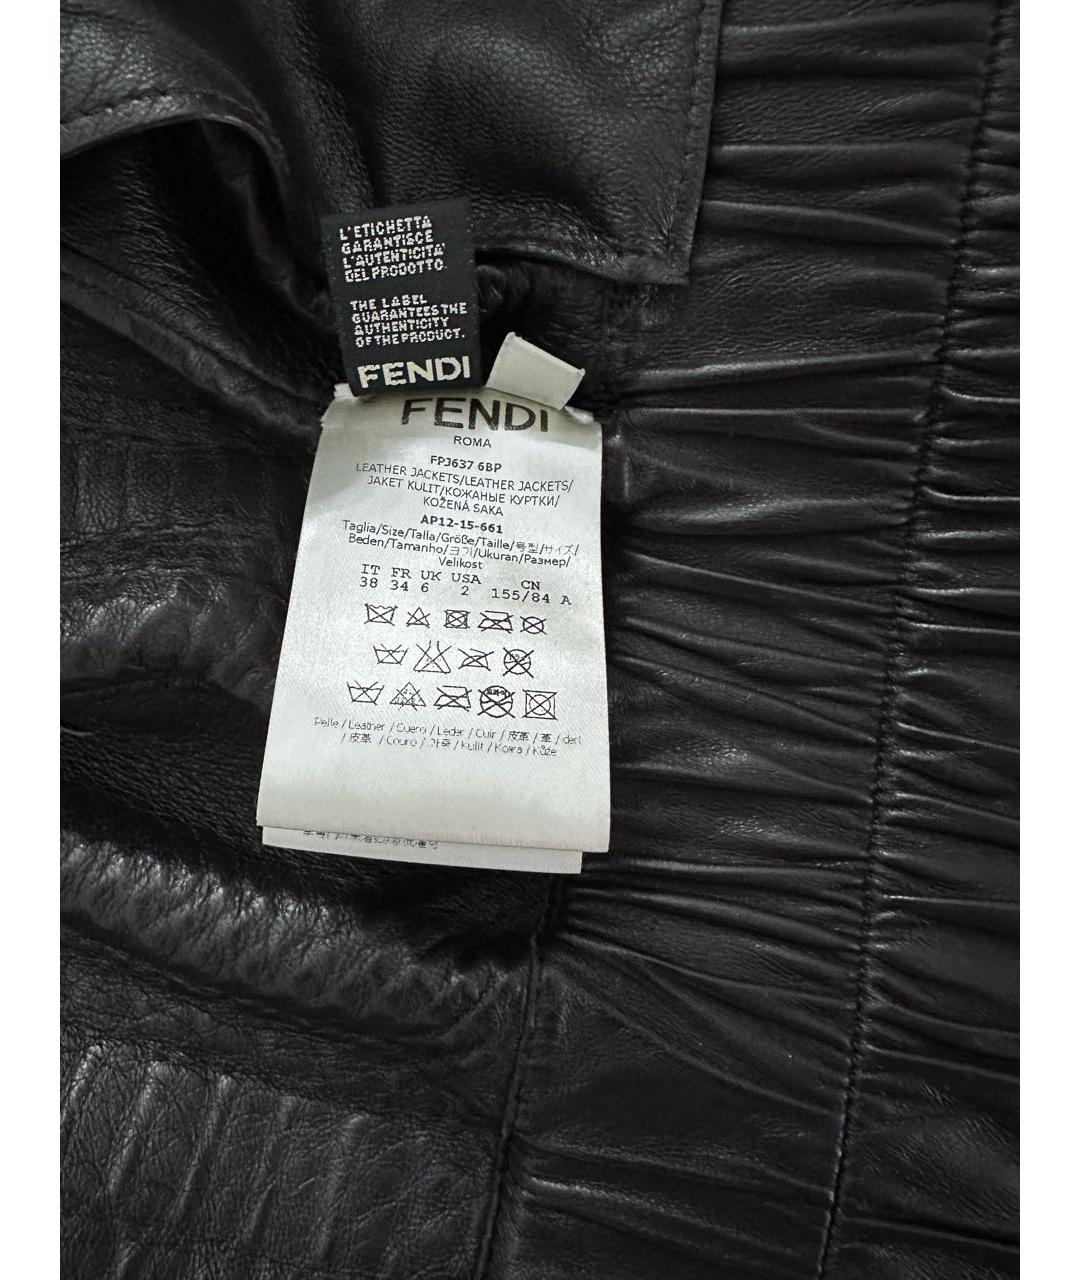 L'ETICHETTA
GARANTISCE
L'AUTENTICITA'
DEL PRODOTTO.
THE LABEL
GUARANTEES THE
AUTHENTICITY
OF THE PRODUCT.
FENDI
FENDI
ROMA
FPJ637 6BP
LEATHER JACKETS/LEATHER JACKETS/
JAKET KULIT/КОЖАНЫЕ КУРТКИ/
KOŽENÁ SAKA
AP12-15-661
Taglia/Size/Talla/Größe/Taille/号型/サイズ/
Beden/Tamanho/크기/Ukuran/Размер/
Velikost
IT FR UK USA CN
38 34 6 2 155/84 A
Pelle / Leather / Cuero / Leder / Cuir / 皮革 / 革 / deri
/ 皮革 / Couro / 가죽 / Kulit / Кожа / Kůže